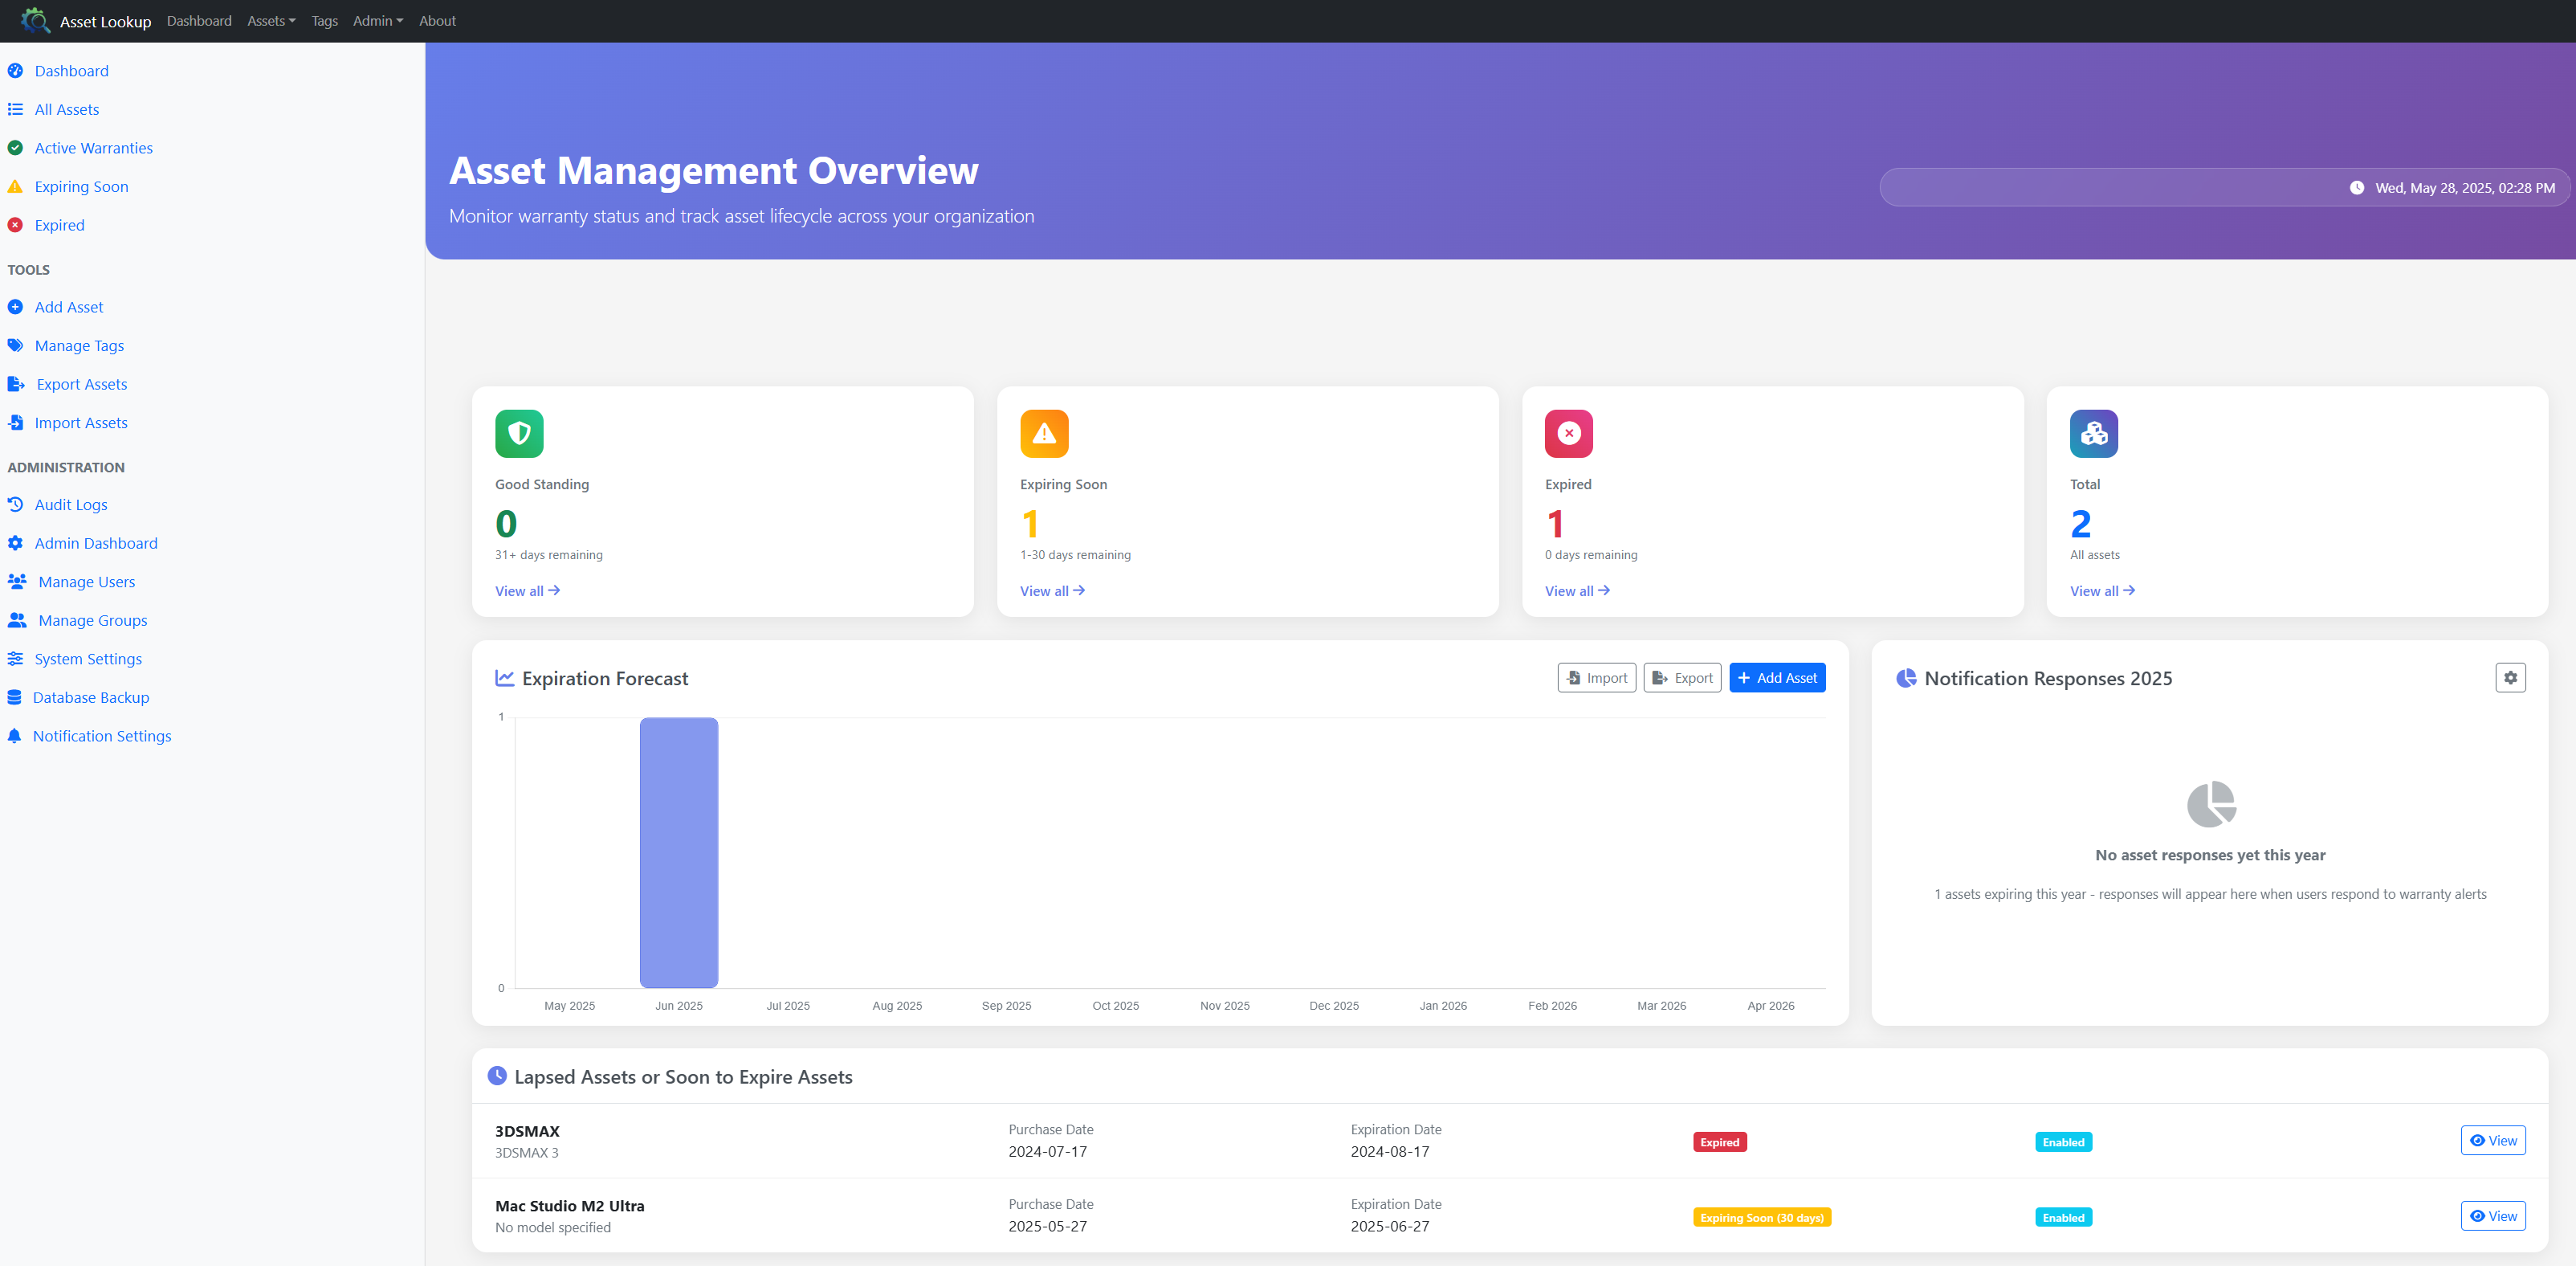 Asset Lookup Dashboard Assets Tags Admin About
Dashboard
All Assets
Active Warranties
Expiring Soon
Expired
TOOLS
Add Asset
Manage Tags
Export Assets
Import Assets
ADMINISTRATION
Audit Logs
Admin Dashboard
Manage Users
Manage Groups
System Settings
Database Backup
Notification Settings
Asset Management Overview
Monitor warranty status and track asset lifecycle across your organization
Wed, May 28, 2025, 02:28 PM
Good Standing
0
31+ days remaining
View all
Expiring Soon
1
1-30 days remaining
View all
Expired
1
0 days remaining
View all
Total
2
All assets
View all
Expiration Forecast
Import Export Add Asset
1
0
May 2025 Jun 2025 Jul 2025 Aug 2025 Sep 2025 Oct 2025 Nov 2025 Dec 2025 Jan 2026 Feb 2026 Mar 2026 Apr 2026
Notification Responses 2025
No asset responses yet this year
1 assets expiring this year - responses will appear here when users respond to warranty alerts
Lapsed Assets or Soon to Expire Assets
3DSMAX
3DSMAX 3
Purchase Date
2024-07-17
Expiration Date
2024-08-17
Expired
Enabled
View
Mac Studio M2 Ultra
No model specified
Purchase Date
2025-05-27
Expiration Date
2025-06-27
Expiring Soon (30 days)
Enabled
View